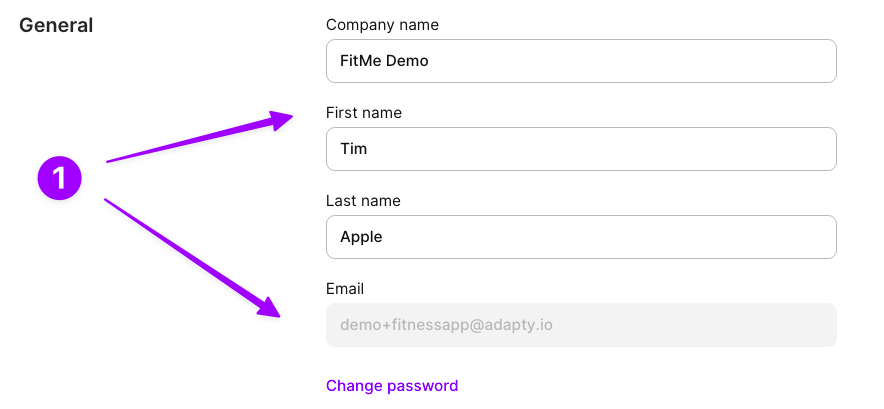 General
Company name
FitMe Demo
First name
Tim
1
Last name
Apple
Email
demo+fitnessapp@adapty.io
Change password